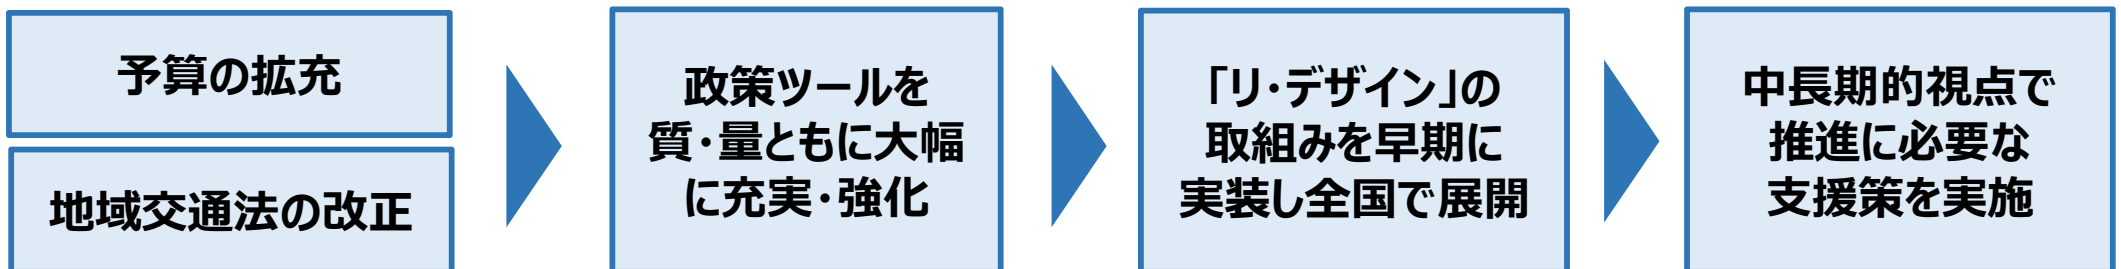 予算の拡充
地域交通法の改正
政策ツールを
質・量ともに大幅
に充実・強化
「リ・デザイン」の
取組みを早期に
実装し全国で展開
中長期的視点で
推進に必要な
支援策を実施